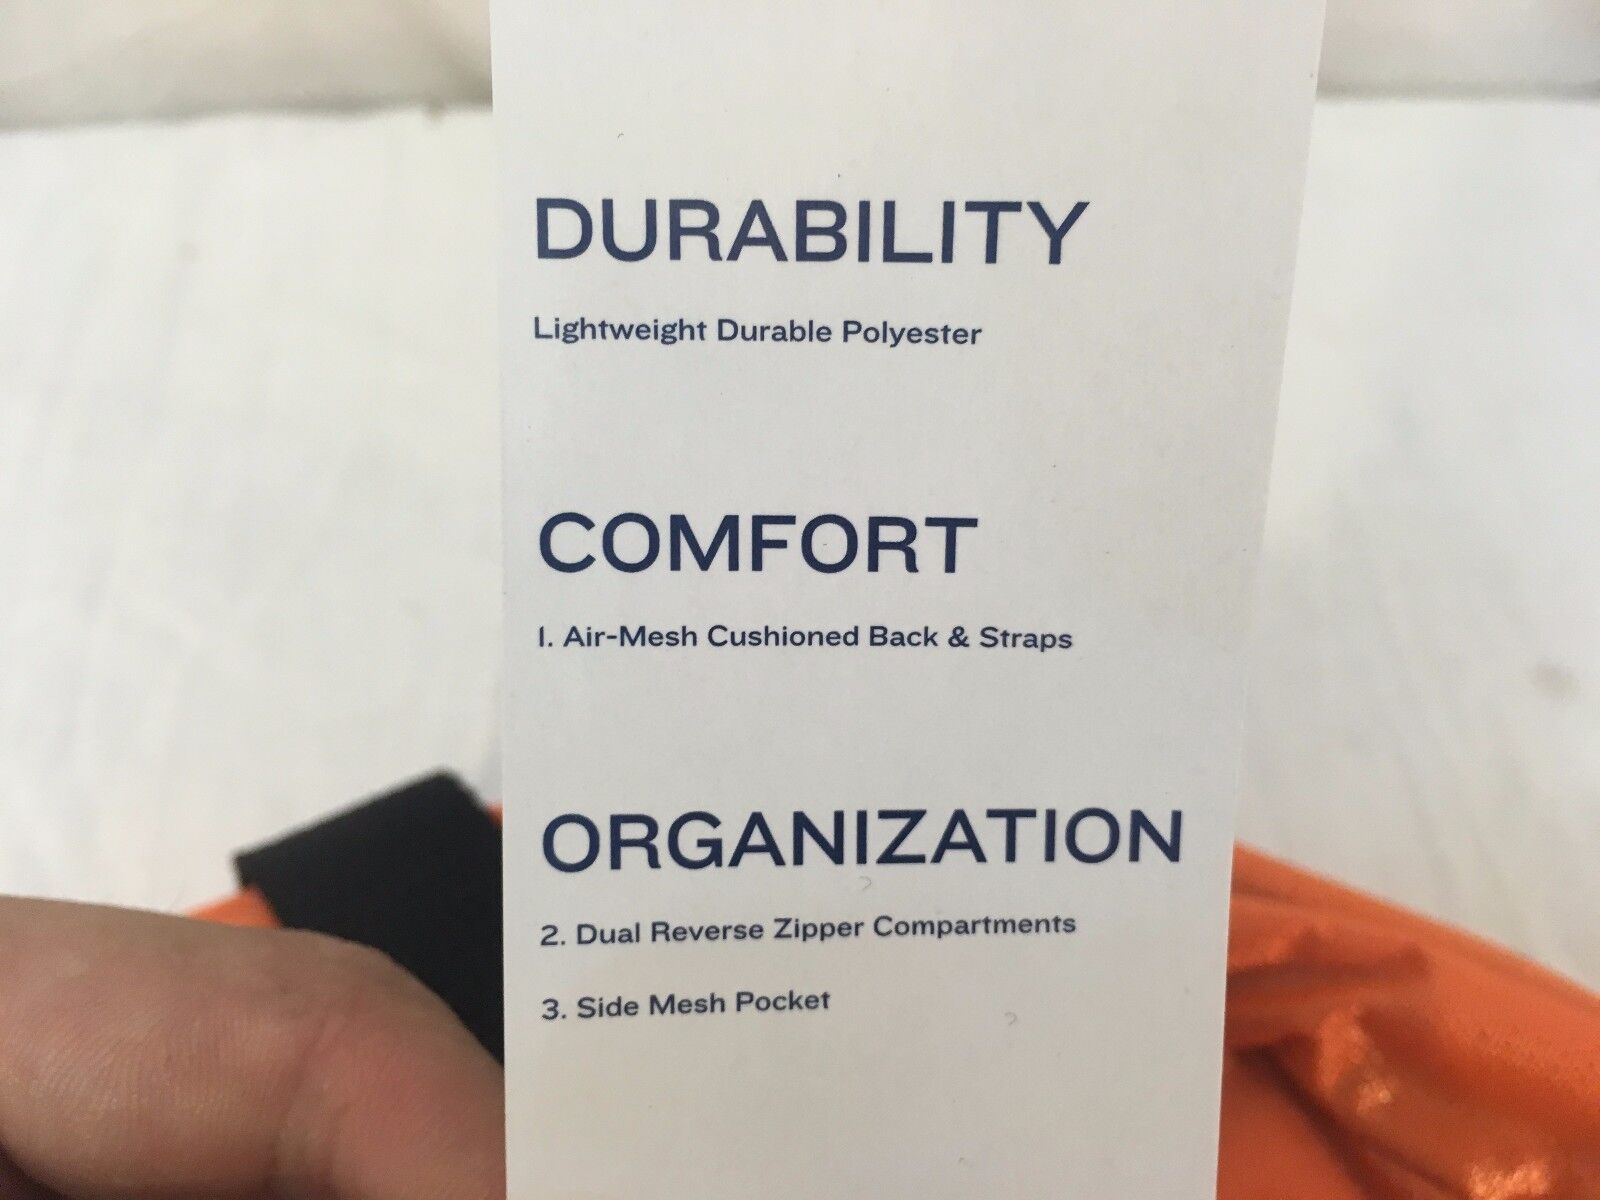 DURABILITY
Lightweight Durable Polyester
COMFORT
1. Air-Mesh Cushioned Back & Straps
ORGANIZATION
2. Dual Reverse Zipper Compartments
3. Side Mesh Pocket